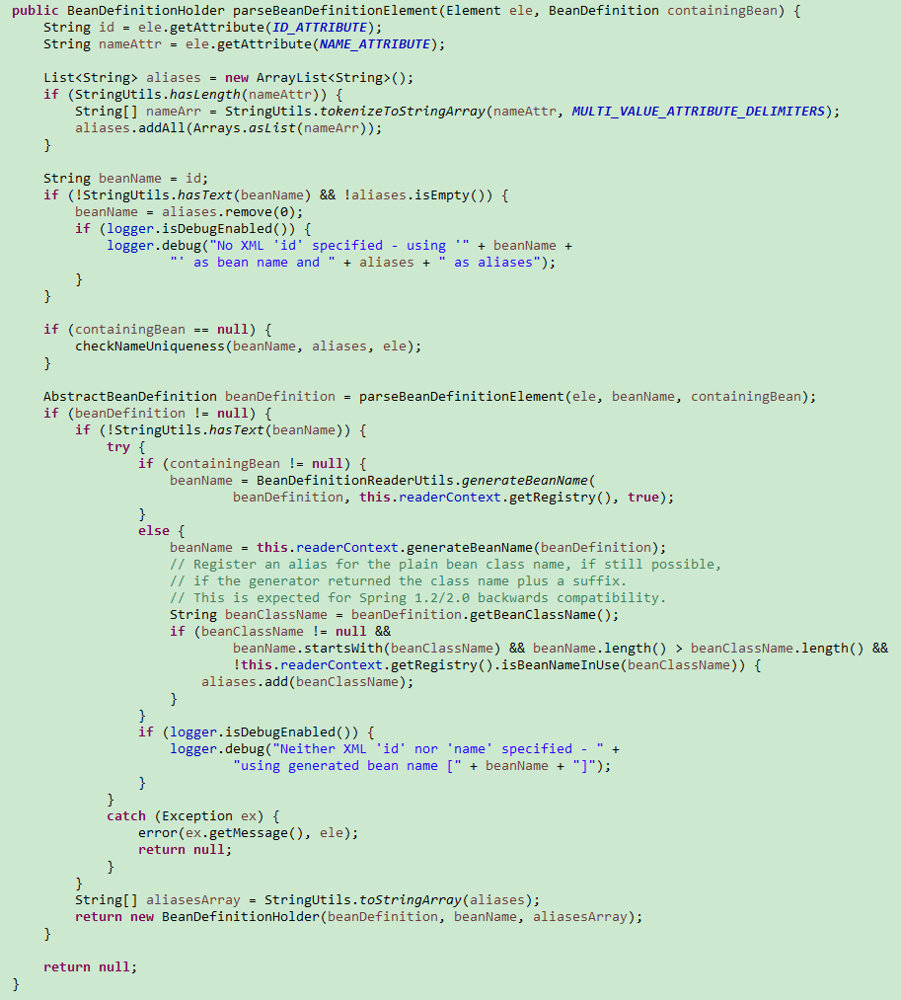 public BeanDefinitionHolder parseBeanDefinitionElement(Element ele, BeanDefinition containingBean) {
    String id = ele.getAttribute(ID_ATTRIBUTE);
    String nameAttr = ele.getAttribute(NAME_ATTRIBUTE);

    List<String> aliases = new ArrayList<String>();
    if (StringUtils.hasLength(nameAttr)) {
        String[] nameArr = StringUtils.tokenizeToStringArray(nameAttr, MULTI_VALUE_ATTRIBUTE_DELIMITERS);
        aliases.addAll(Arrays.asList(nameArr));
    }

    String beanName = id;
    if (!StringUtils.hasText(beanName) && !aliases.isEmpty()) {
        beanName = aliases.remove(0);
        if (logger.isDebugEnabled()) {
            logger.debug("No XML 'id' specified - using '" + beanName +
                    "' as bean name and " + aliases + " as aliases");
        }
    }

    if (containingBean == null) {
        checkNameUniqueness(beanName, aliases, ele);
    }

    AbstractBeanDefinition beanDefinition = parseBeanDefinitionElement(ele, beanName, containingBean);
    if (beanDefinition != null) {
        if (!StringUtils.hasText(beanName)) {
            try {
                if (containingBean != null) {
                    beanName = BeanDefinitionReaderUtils.generateBeanName(
                            beanDefinition, this.readerContext.getRegistry(), true);
                }
                else {
                    beanName = this.readerContext.generateBeanName(beanDefinition);
                    // Register an alias for the plain bean class name, if still possible,
                    // if the generator returned the class name plus a suffix.
                    // This is expected for Spring 1.2/2.0 backwards compatibility.
                    String beanClassName = beanDefinition.getBeanClassName();
                    if (beanClassName != null &&
                            beanName.startsWith(beanClassName) && beanName.length() > beanClassName.length() &&
                            !this.readerContext.getRegistry().isBeanNameInUse(beanClassName)) {
                        aliases.add(beanClassName);
                    }
                }
                if (logger.isDebugEnabled()) {
                    logger.debug("Neither XML 'id' nor 'name' specified - " +
                            "using generated bean name [" + beanName + "]");
                }
            }
            catch (Exception ex) {
                error(ex.getMessage(), ele);
                return null;
            }
        }
        String[] aliasesArray = StringUtils.toStringArray(aliases);
        return new BeanDefinitionHolder(beanDefinition, beanName, aliasesArray);
    }

    return null;
}